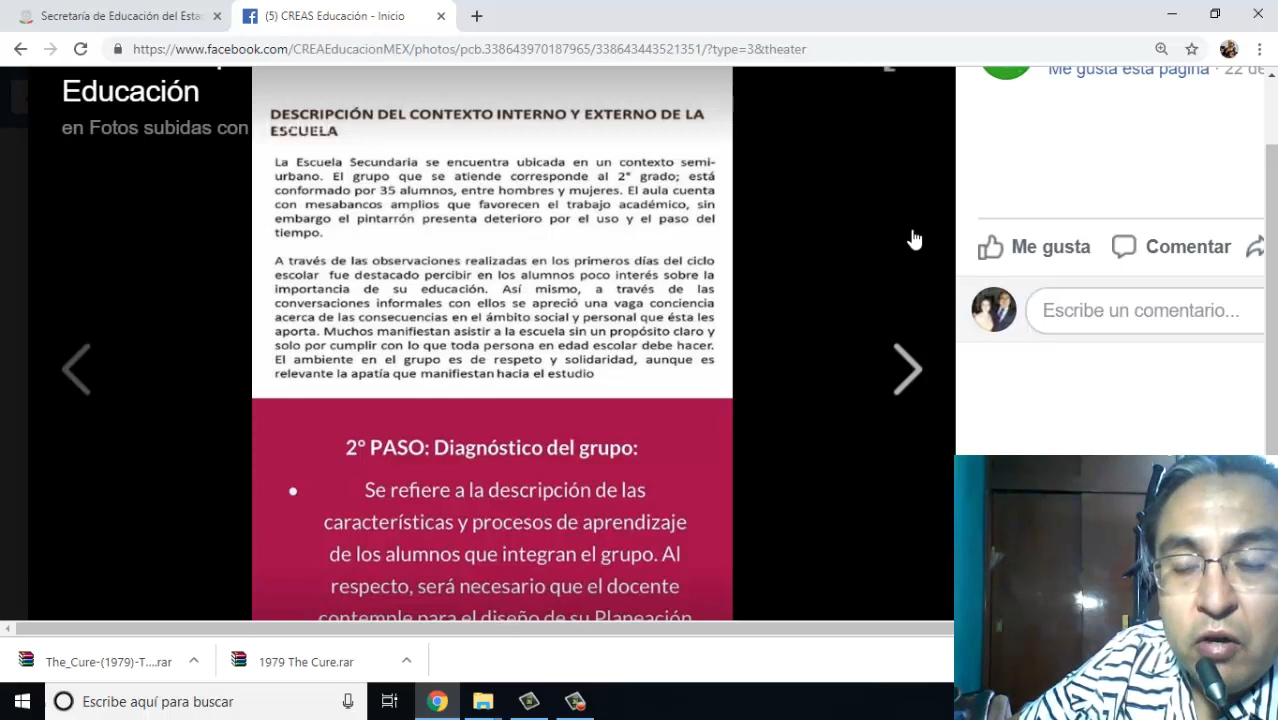 Secretaría de Educación del Esta
(5) CREAS Educación - Inicio
https://www.facebook.com/CREAEducacionMEX/photos/pcb.338643970187965/338643443521351/?type=3&theater
Educación
en Fotos subidas con
DESCRIPCIÓN DEL CONTEXTO INTERNO Y EXTERNO DE LA
ESCUELA
La Escuela Secundaria se encuentra ubicada en un contexto semi-
urbano. El grupo que se atiende corresponde al 2° grado; está
conformado por 35 alumnos, entre hombres y mujeres. El aula cuenta
con mesabancos amplios que favorecen el trabajo académico, sin
embargo el pintarrón presenta deterioro por el uso y el paso del
tiempo.
A través de las observaciones realizadas en los primeros días del ciclo
escolar fue destacado percibir en los alumnos poco interés sobre la
importancia de su educación. Así mismo, a través de las
conversaciones informales con ellos se apreció una vaga conciencia
acerca de las consecuencias en el ámbito social y personal que ésta les
aporta. Muchos manifiestan asistir a la escuela sin un propósito claro y
solo por cumplir con lo que toda persona en edad escolar debe hacer.
El ambiente en el grupo es de respeto y solidaridad, aunque es
relevante la apatía que manifiestan hacia el estudio
2° PASO: Diagnóstico del grupo:
• Se refiere a la descripción de las
características y procesos de aprendizaje
de los alumnos que integran el grupo. Al
respecto, será necesario que el docente
contemple para el diseño de su Planeación
Me gusta esta página · 22 de
Me gusta
Comentar
Escribe un comentario...
The_Cure-(1979)-T....rar
1979 The Cure.rar
Escribe aquí para buscar